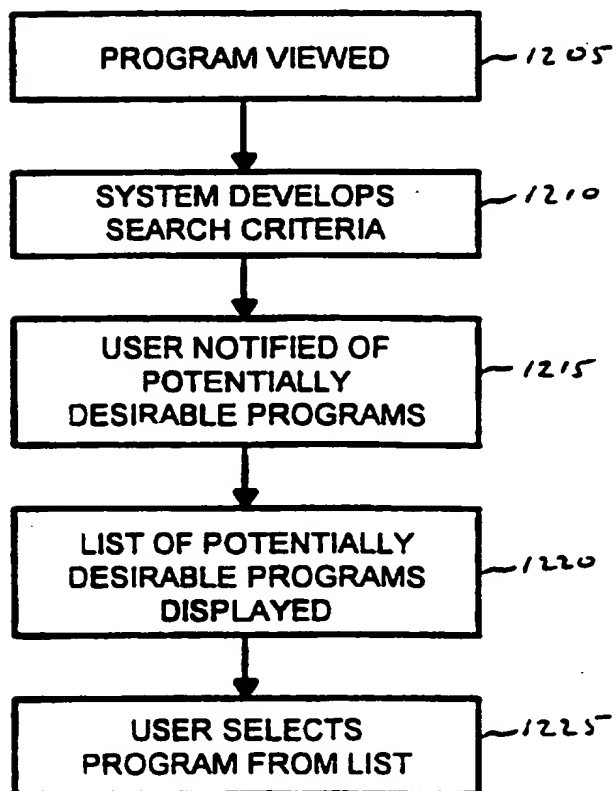 PROGRAM VIEWED
1205
SYSTEM DEVELOPS
SEARCH CRITERIA
1210
USER NOTIFIED OF
POTENTIALLY
DESIRABLE PROGRAMS
1215
LIST OF POTENTIALLY
DESIRABLE PROGRAMS
DISPLAYED
1220
USER SELECTS
PROGRAM FROM LIST
1225